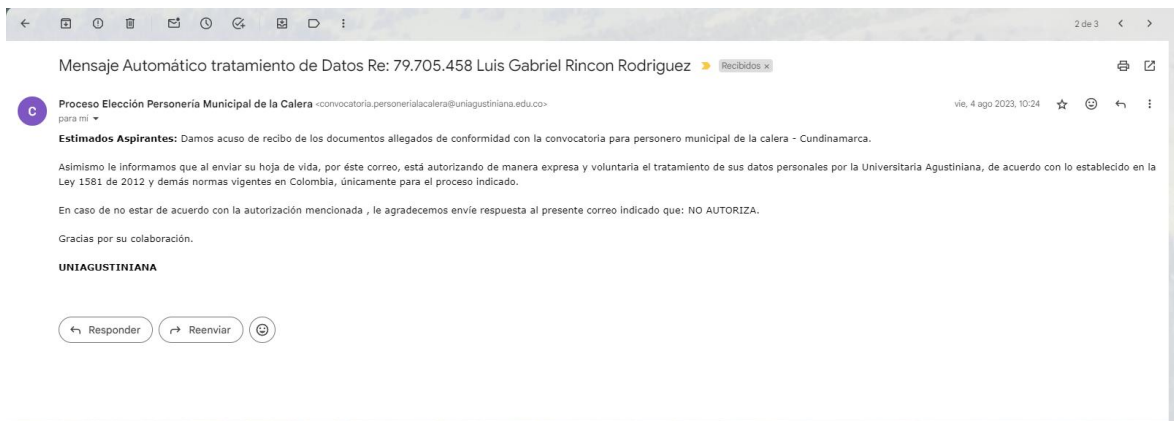 2 de 3
Mensaje Automático tratamiento de Datos Re: 79.705.458 Luis Gabriel Rincon Rodriguez Recibidos x
C
Proceso Elección Personería Municipal de la Calera <convocatoria.personerialacalera@uniagustiniana.edu.co> vie, 4 ago 2023, 10:24
para mí
Estimados Aspirantes: Damos acuso de recibo de los documentos allegados de conformidad con la convocatoria para personero municipal de la calera - Cundinamarca.
Asimismo le informamos que al enviar su hoja de vida, por éste correo, está autorizando de manera expresa y voluntaria el tratamiento de sus datos personales por la Universitaria Agustiniana, de acuerdo con lo establecido en la
Ley 1581 de 2012 y demás normas vigentes en Colombia, únicamente para el proceso indicado.
En caso de no estar de acuerdo con la autorización mencionada , le agradecemos envíe respuesta al presente correo indicado que: NO AUTORIZA.
Gracias por su colaboración.
UNIAGUSTINIANA
Responder Reenviar